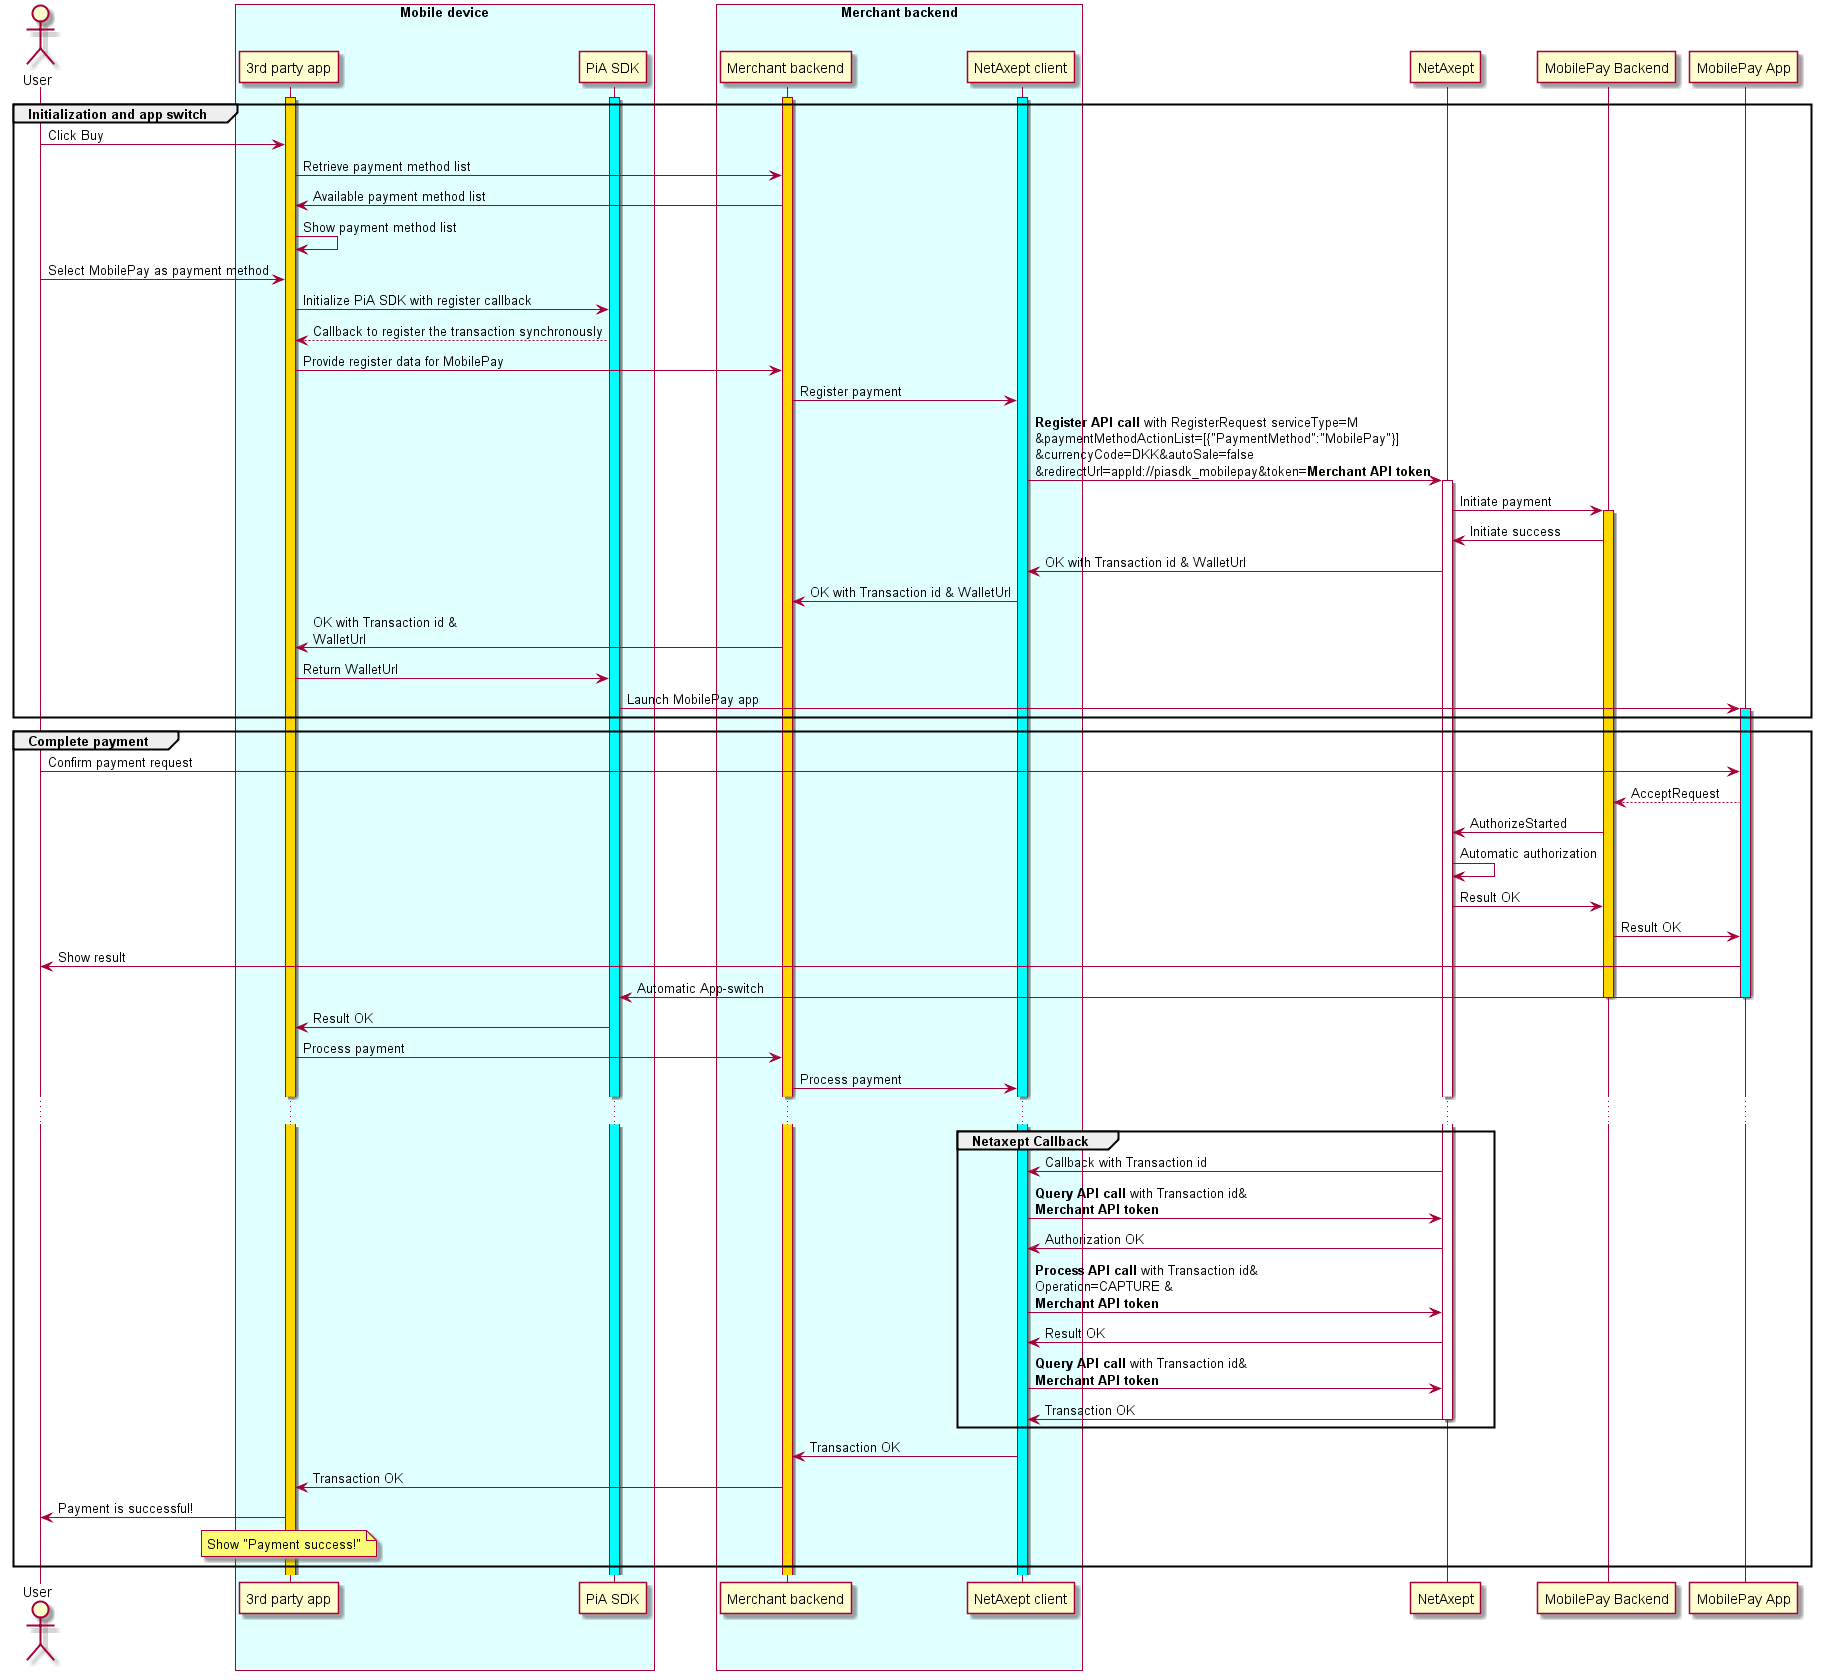 Mobile device
Merchant backend
User
3rd party app
PiA SDK
Merchant backend
NetAxept client
NetAxept
MobilePay Backend
MobilePay App
Initialization and app switch
Click Buy
Retrieve payment method list
Available payment method list
Show payment method list
Select MobilePay as payment method
Initialize PiA SDK with register callback
Callback to register the transaction synchronously
Provide register data for MobilePay
Register payment
Register API call with RegisterRequest serviceType=M
&paymentMethodActionList=[{"PaymentMethod":"MobilePay"}]
&currencyCode=DKK&autoSale=false
&redirectUrl=appId://piasdk_mobilepay&token=Merchant API token
Initiate payment
Initiate success
OK with Transaction id & WalletUrl
OK with Transaction id & WalletUrl
OK with Transaction id &
WalletUrl
Return WalletUrl
Launch MobilePay app
Complete payment
Confirm payment request
AcceptRequest
AuthorizeStarted
Automatic authorization
Result OK
Result OK
Show result
Automatic App-switch
Result OK
Process payment
Process payment
Netaxept Callback
Callback with Transaction id
Query API call with Transaction id&
Merchant API token
Authorization OK
Process API call with Transaction id&
Operation=CAPTURE &
Merchant API token
Result OK
Query API call with Transaction id&
Merchant API token
Transaction OK
Transaction OK
Transaction OK
Payment is successful!
Show "Payment success!"
User
3rd party app
PiA SDK
Merchant backend
NetAxept client
NetAxept
MobilePay Backend
MobilePay App